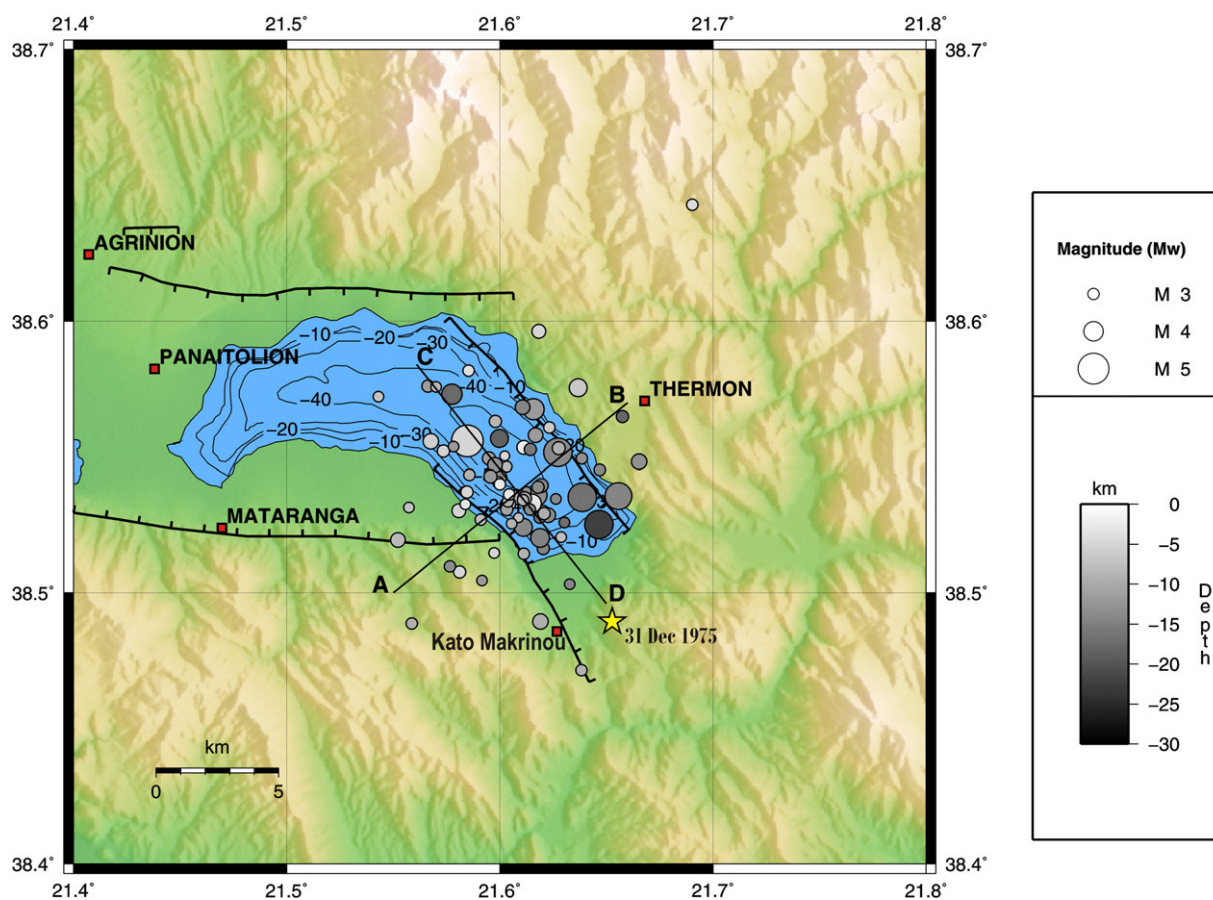 21.4° 21.5° 21.6° 21.7° 21.8°
38.7° 38.7°
AGRINION
38.6° 38.6°
−10 −20 −30
PANAITOLION
C
−40 −10
B
THERMON
−40
−20
−10 −30
30
MATARANGA
−10
A
D
38.5° 38.5°
Kato Makrinou
31 Dec 1975
km
0 5
38.4° 38.4°
21.4° 21.5° 21.6° 21.7° 21.8°
Magnitude (Mw)
M 3
M 4
M 5
km
0
−5
−10
−15
−20
−25
−30
Depth